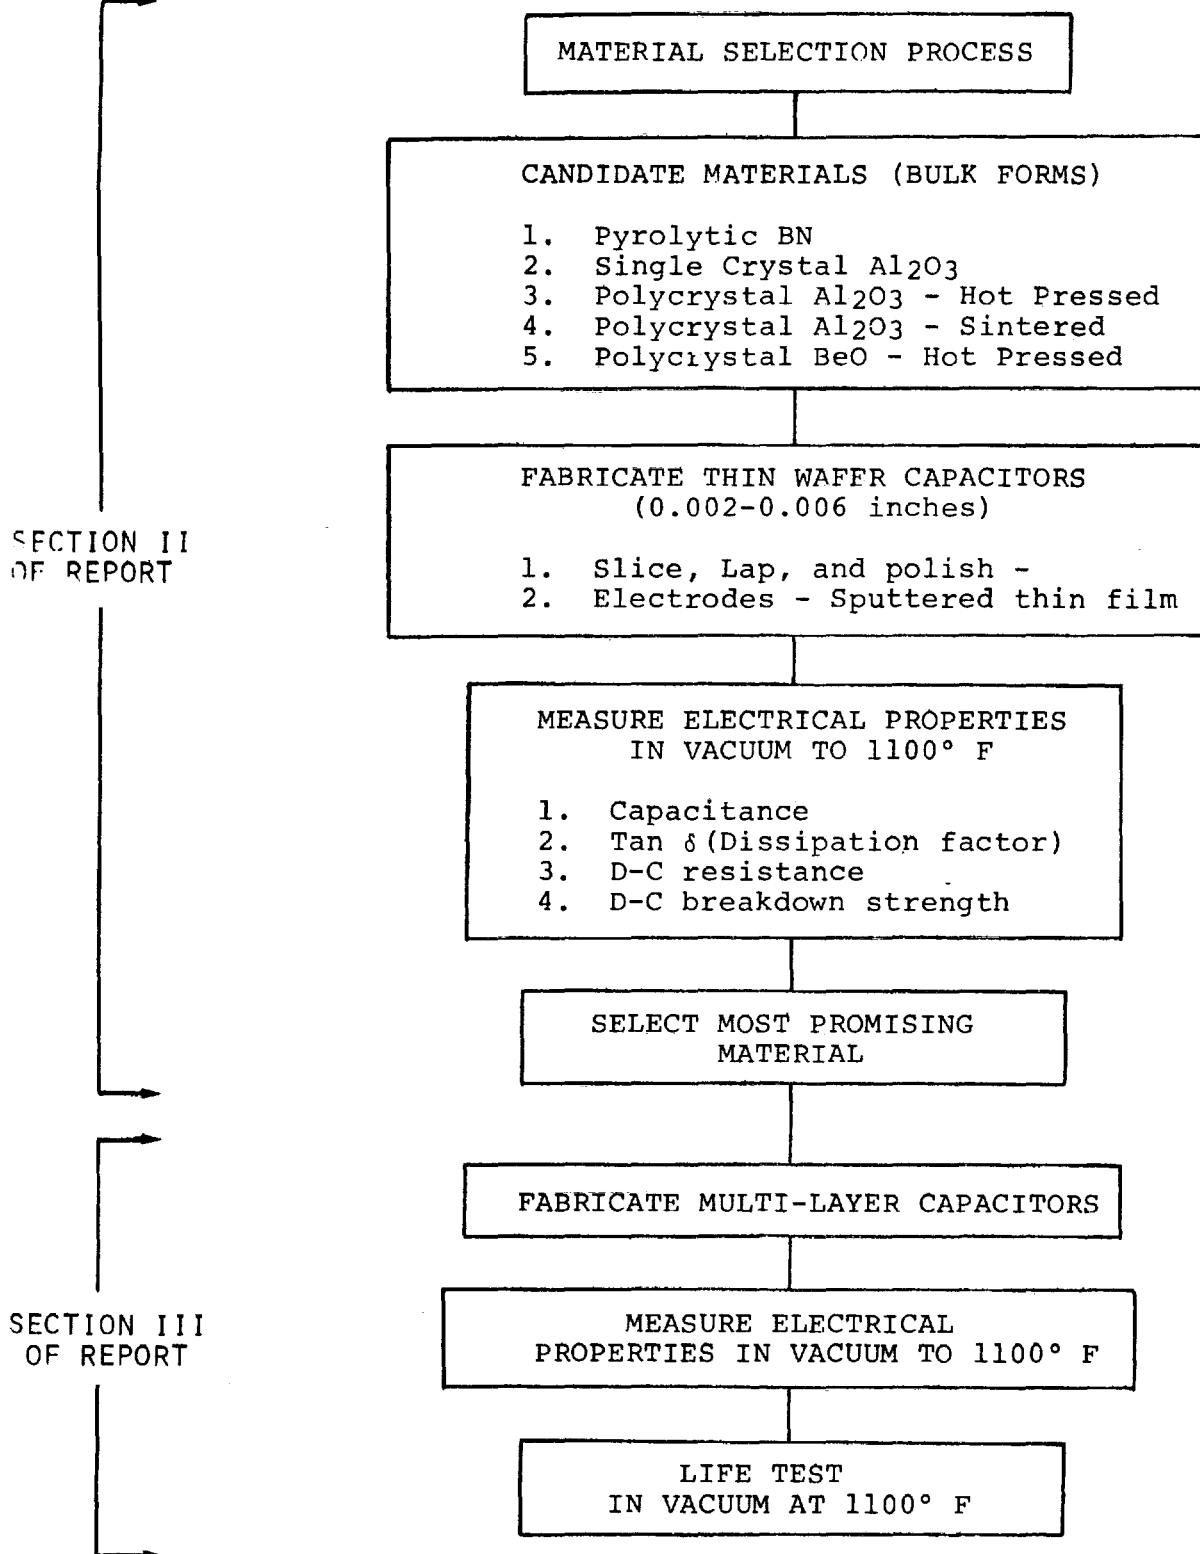 MATERIAL SELECTION PROCESS
CANDIDATE MATERIALS (BULK FORMS)
1. Pyrolytic BN
2. Single Crystal Al2O3
3. Polycrystal Al2O3 - Hot Pressed
4. Polycrystal Al2O3 - Sintered
5. Polycrystal BeO - Hot Pressed
FABRICATE THIN WAFER CAPACITORS
(0.002-0.006 inches)
1. Slice, Lap, and polish -
2. Electrodes - Sputtered thin film
SECTION II
OF REPORT
MEASURE ELECTRICAL PROPERTIES
IN VACUUM TO 1100° F
1. Capacitance
2. Tan δ (Dissipation factor)
3. D-C resistance
4. D-C breakdown strength
SELECT MOST PROMISING
MATERIAL
FABRICATE MULTI-LAYER CAPACITORS
SECTION III
OF REPORT
MEASURE ELECTRICAL
PROPERTIES IN VACUUM TO 1100° F
LIFE TEST
IN VACUUM AT 1100° F